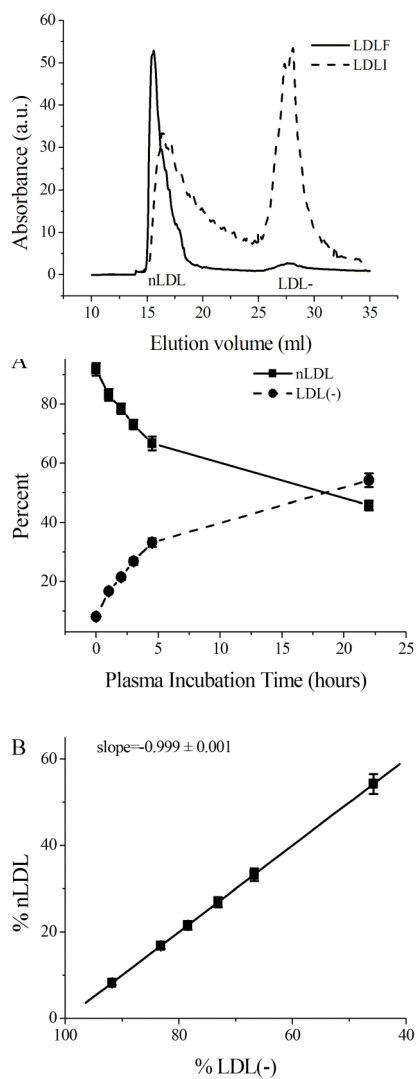 60
LDLF
LDLI
50
40
30
20
10
0
Absorbance (a.u.)
nLDL
LDL-
10 15 20 25 30 35
Elution volume (ml)
A
nLDL
LDL(-)
80
60
40
20
Percent
0 5 10 15 20 25
Plasma Incubation Time (hours)
B
slope=-0.999 ± 0.001
60
40
20
0
% nLDL
100 80 60 40
% LDL(-)